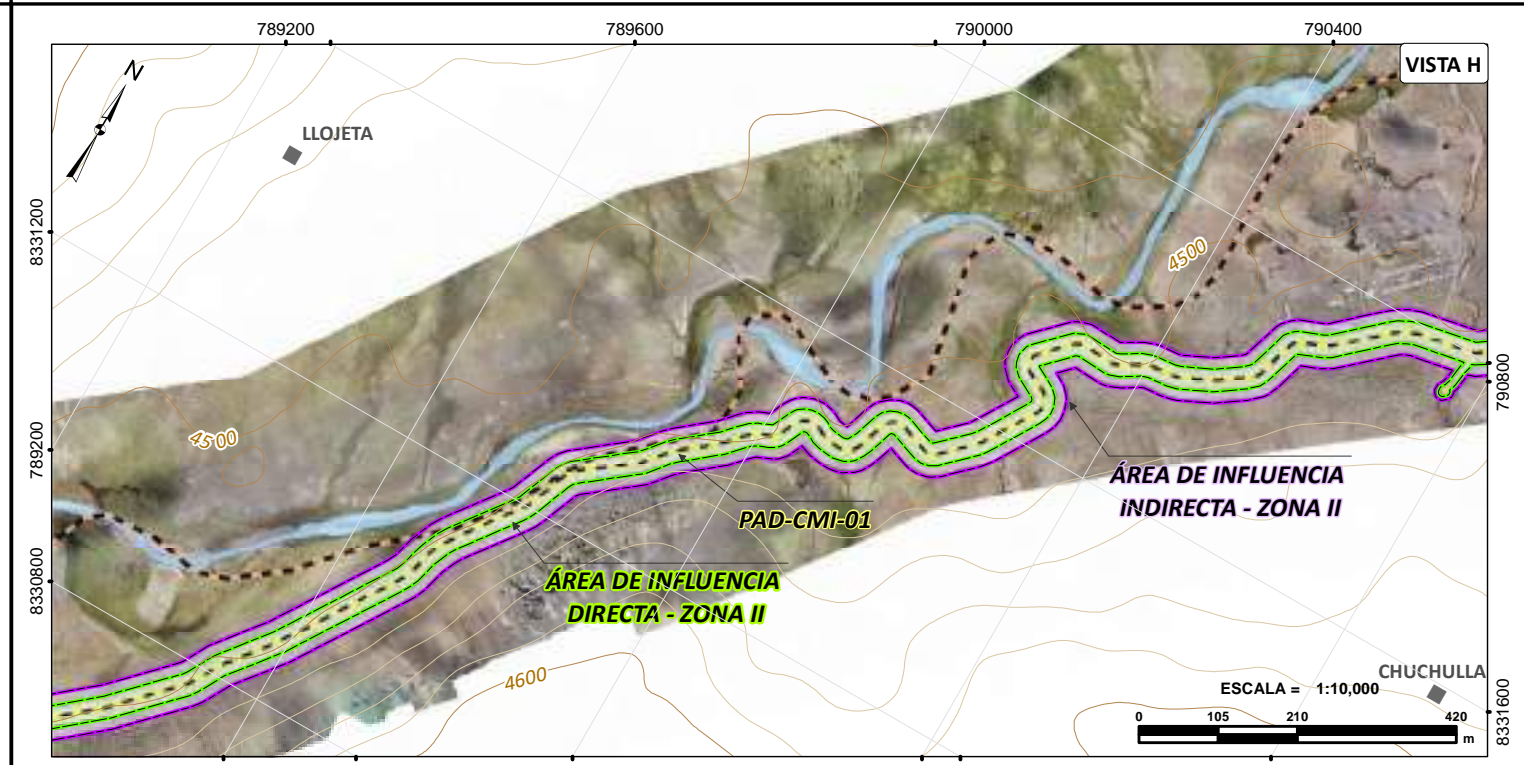 789200
789600
790000
790400
VISTA H
N
LLOJETA
8331200
4500
790800
4500
789200
ÁREA DE INFLUENCIA
iNDIRECTA - ZONA II
PAD-CMI-01
8330800
ÁREA DE INFLUENCIA
DIRECTA - ZONA II
4600
CHUCHULLA
ESCALA = 1:10,000
8331600
0 105 210 420
m